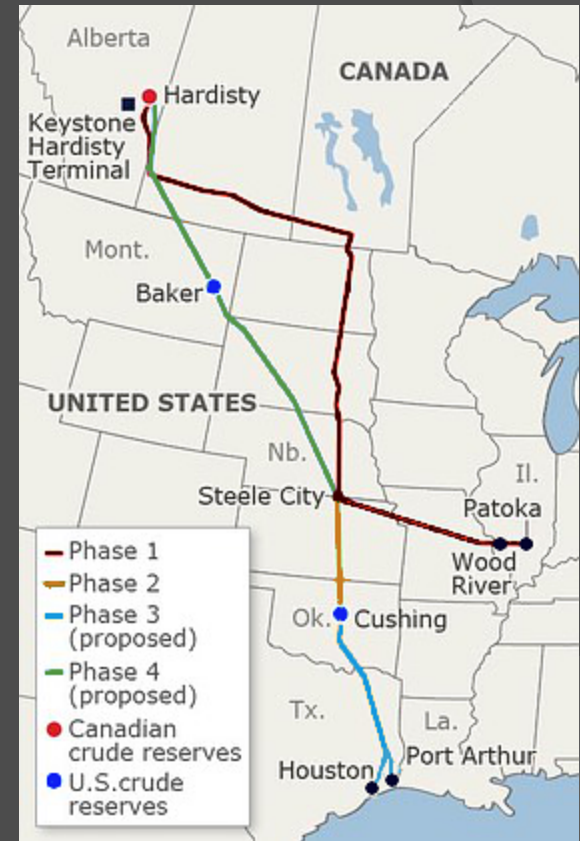 Alberta
CANADA
Hardisty
Keystone
Hardisty
Terminal
Mont.
Baker
UNITED STATES
Nb.
Steele City
Il.
Patoka
Wood
River
Ok.
Cushing
Tx.
La.
Port Arthur
Houston
Phase 1
Phase 2
Phase 3
(proposed)
Phase 4
(proposed)
Canadian
crude reserves
U.S.crude
reserves